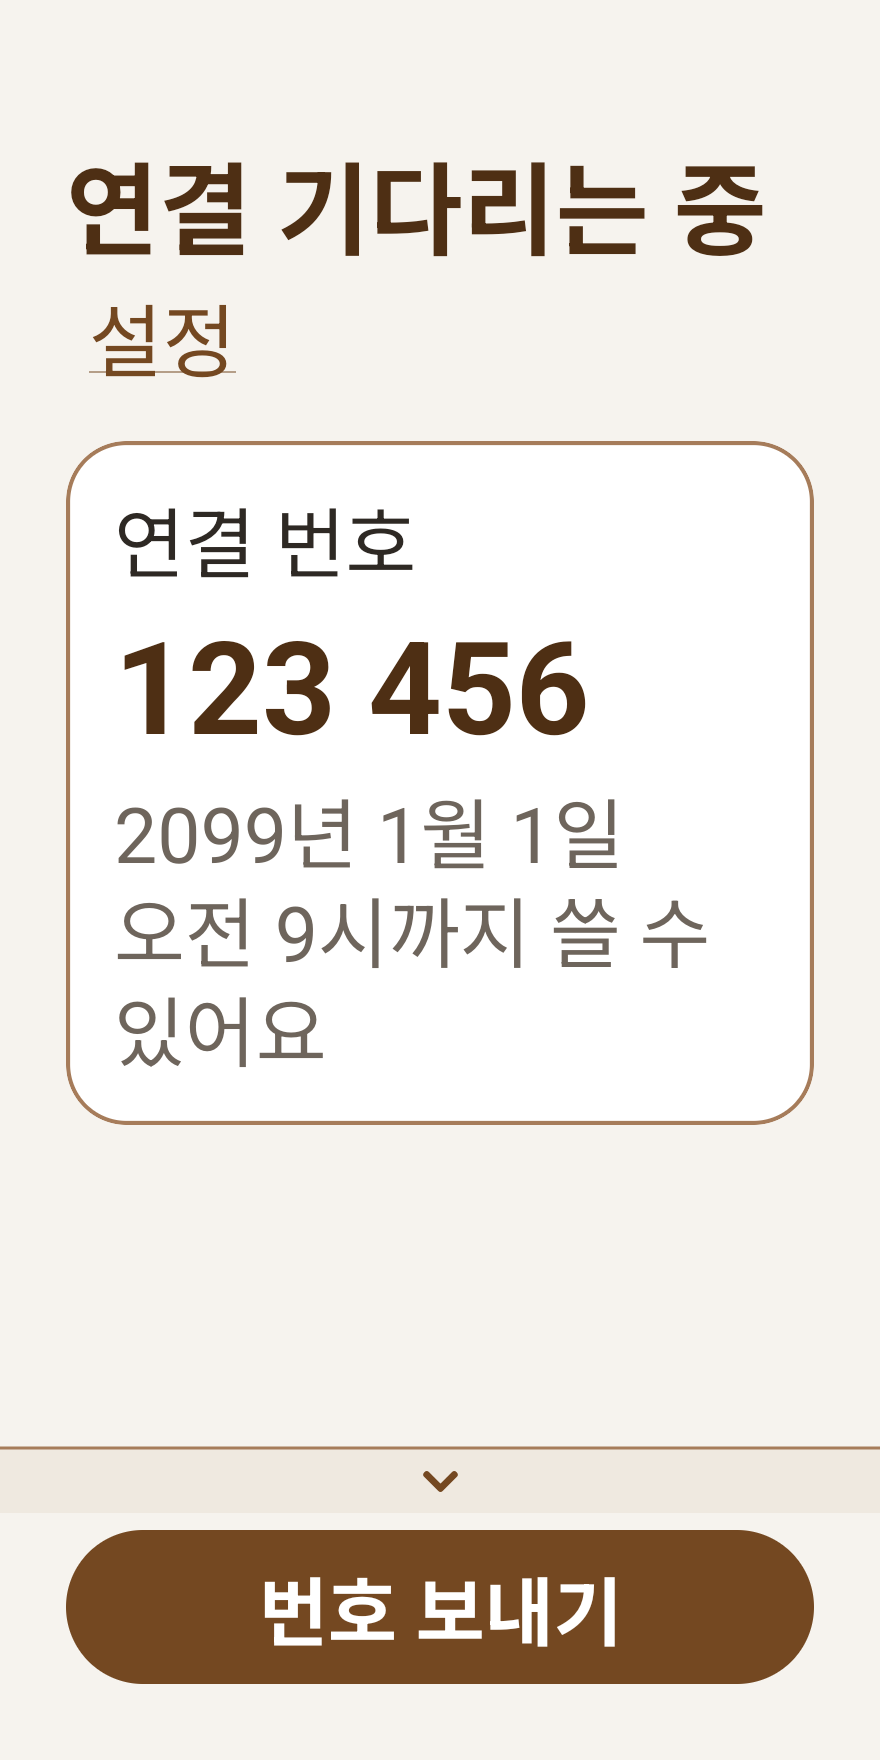 연결 기다리는 중
설정
연결 번호
123 456
2099년 1월 1일
오전 9시까지 쓸 수
있어요
번호 보내기